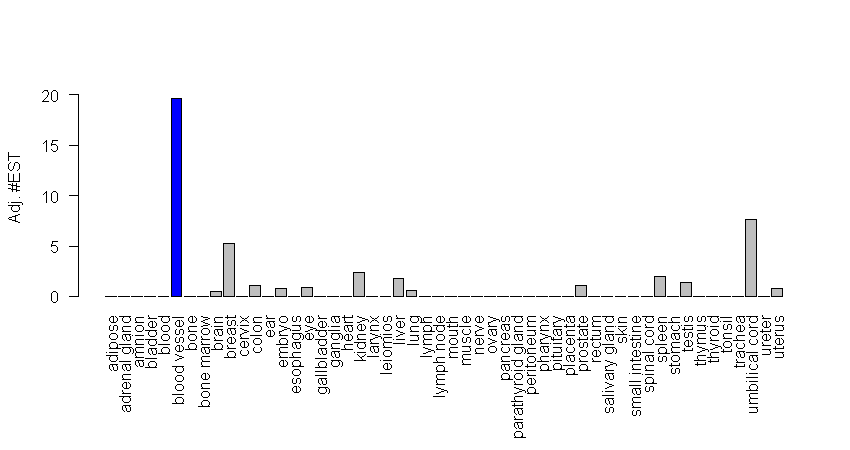 20
15
10
5
0
Adj. #EST
adipose
adrenal gland
amnion
bladder
blood
blood vessel
bone
bone marrow
brain
breast
cervix
colon
ear
embryo
esophagus
eye
gallbladder
ganglia
heart
kidney
larynx
leiomios
liver
lung
lymph
lymph node
mouth
muscle
nerve
ovary
pancreas
parathyroid gland
peritoneum
pharynx
pituitary
placenta
prostate
rectum
salivary gland
skin
small intestine
spinal cord
spleen
stomach
testis
thymus
thyroid
tonsil
trachea
umbilical cord
ureter
uterus